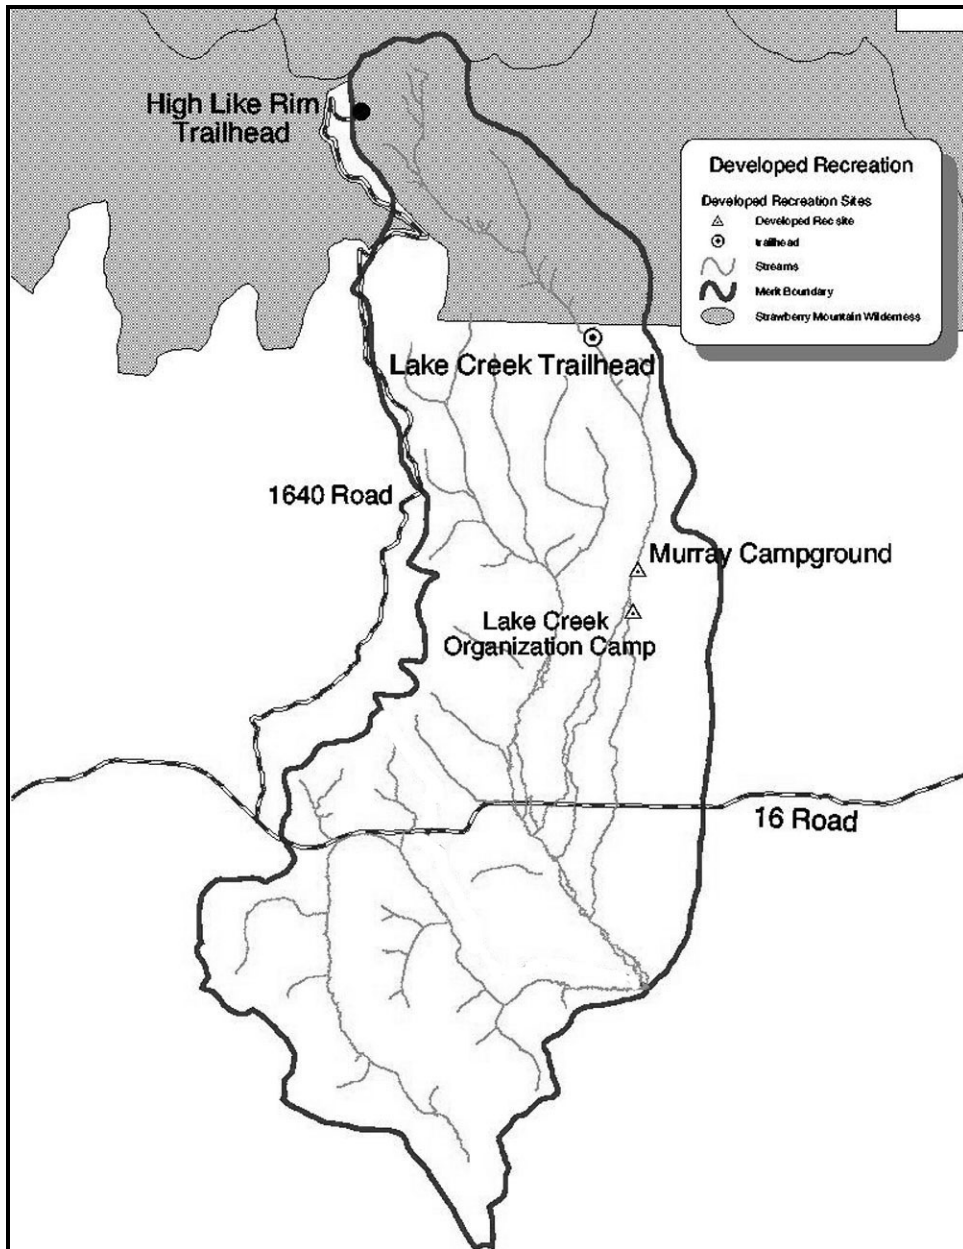 High Like Rim
Trailhead
Developed Recreation
Developed Recreation Sites
Developed Rec site
trailhead
Streams
Merit Boundary
Strawberry Mountain Wilderness
Lake Creek Trailhead
1640 Road
Murray Campground
Lake Creek
Organization Camp
16 Road